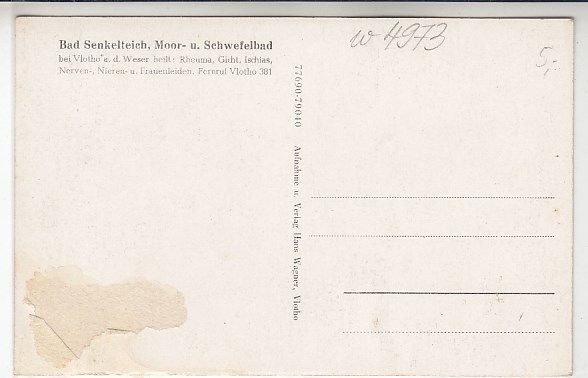 Bad Senkelteich, Moor- u. Schwefelbad
bei Vlotho a. d. Weser heilt: Rheuma, Gicht, Ischias,
Nerven-, Nieren- u. Frauenleiden. Fernruf Vlotho 381
w 4973
5,-
77690-79040 Aufnahme u. Verlag Hans Wagner, Vlotho